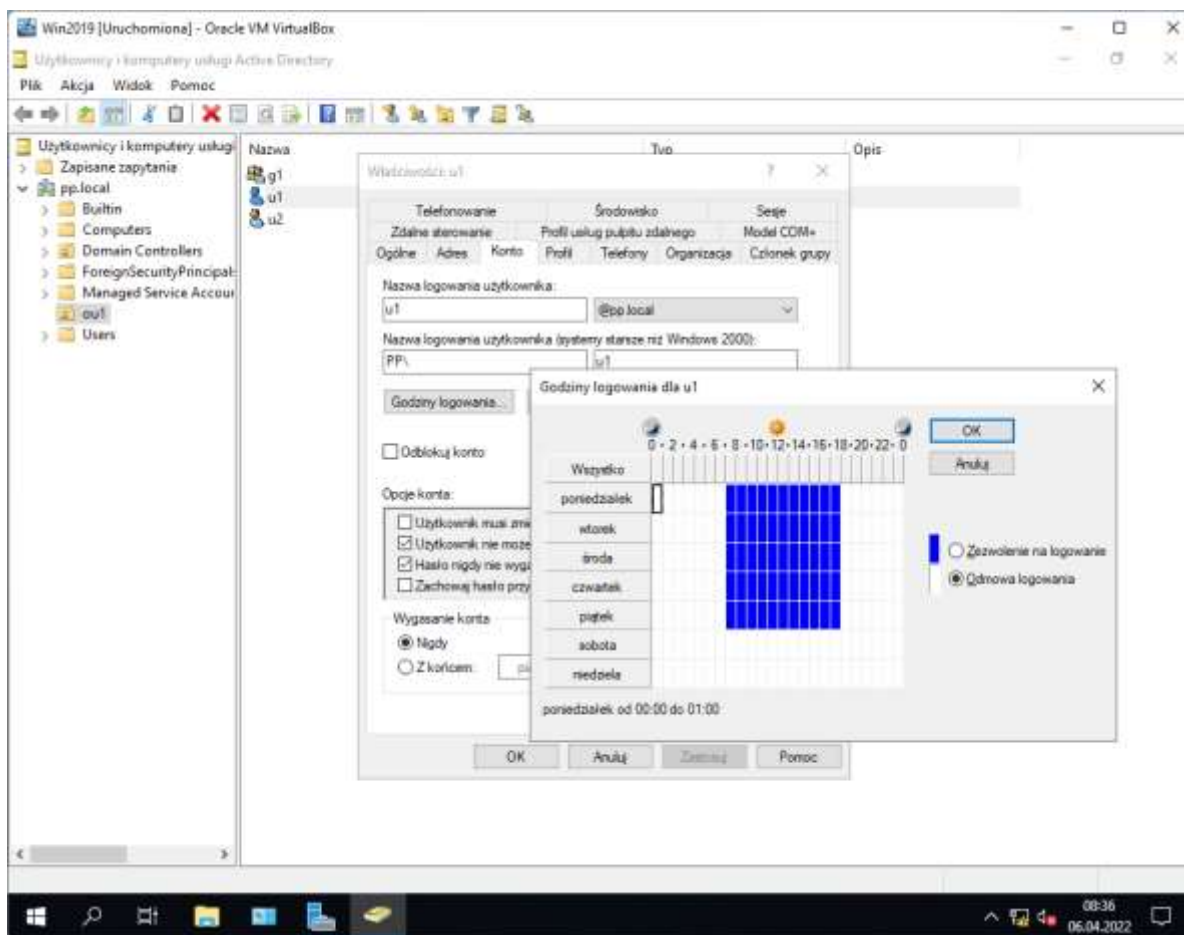 Win2019 [Uruchomiona] - Oracle VM VirtualBox
Użytkownicy i komputery usługi Active Directory
Plik Akcja Widok Pomoc
Użytkownicy i komputery usługi
Zapisane zapytania
pp.local
Builtin
Computers
Domain Controllers
ForeignSecurityPrincipals
Managed Service Accour
ou1
Users
Nazwa Typ Opis
g1
u1
u2
Właściwości: u1
Telefonowanie Środowisko Sesje
Zdalne sterowanie Profil usług pulpitu zdalnego Model COM+
Ogólne Adres Konto Profil Telefony Organizacja Członek grupy
Nazwa logowania użytkownika:
u1 @pp.local
Nazwa logowania użytkownika (systemy starsze niż Windows 2000):
PP\ u1
Godziny logowania...
Odblokuj konto
Opcje konta:
Użytkownik musi zmie
Użytkownik nie może
Hasło nigdy nie wyga
Zachowaj hasło przy
Wygasanie konta
Nigdy
Z końcem:
OK Anuluj Zastosuj Pomoc
Godziny logowania dla u1
0 · 2 · 4 · 6 · 8 · 10 · 12 · 14 · 16 · 18 · 20 · 22 · 0
Wszystko
poniedziałek
wtorek
środa
czwartek
piątek
sobota
niedziela
OK
Anuluj
Zezwolenie na logowanie
Odmowa logowania
poniedziałek od 00:00 do 01:00
08:36
06.04.2022